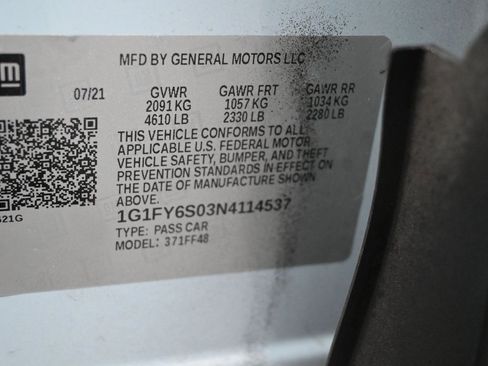 m
MFD BY GENERAL MOTORS LLC
07/21 GVWR GAWR FRT GAWR RR
2091 KG 1057 KG 1034 KG
4610 LB 2330 LB 2280 LB
THIS VEHICLE CONFORMS TO ALL
APPLICABLE U.S. FEDERAL MOTOR
VEHICLE SAFETY, BUMPER, AND THEFT
PREVENTION STANDARDS IN EFFECT ON
THE DATE OF MANUFACTURE SHOWN
ABOVE.
1G1FY6S03N4114537
TYPE: PASS CAR
MODEL: 371FF48